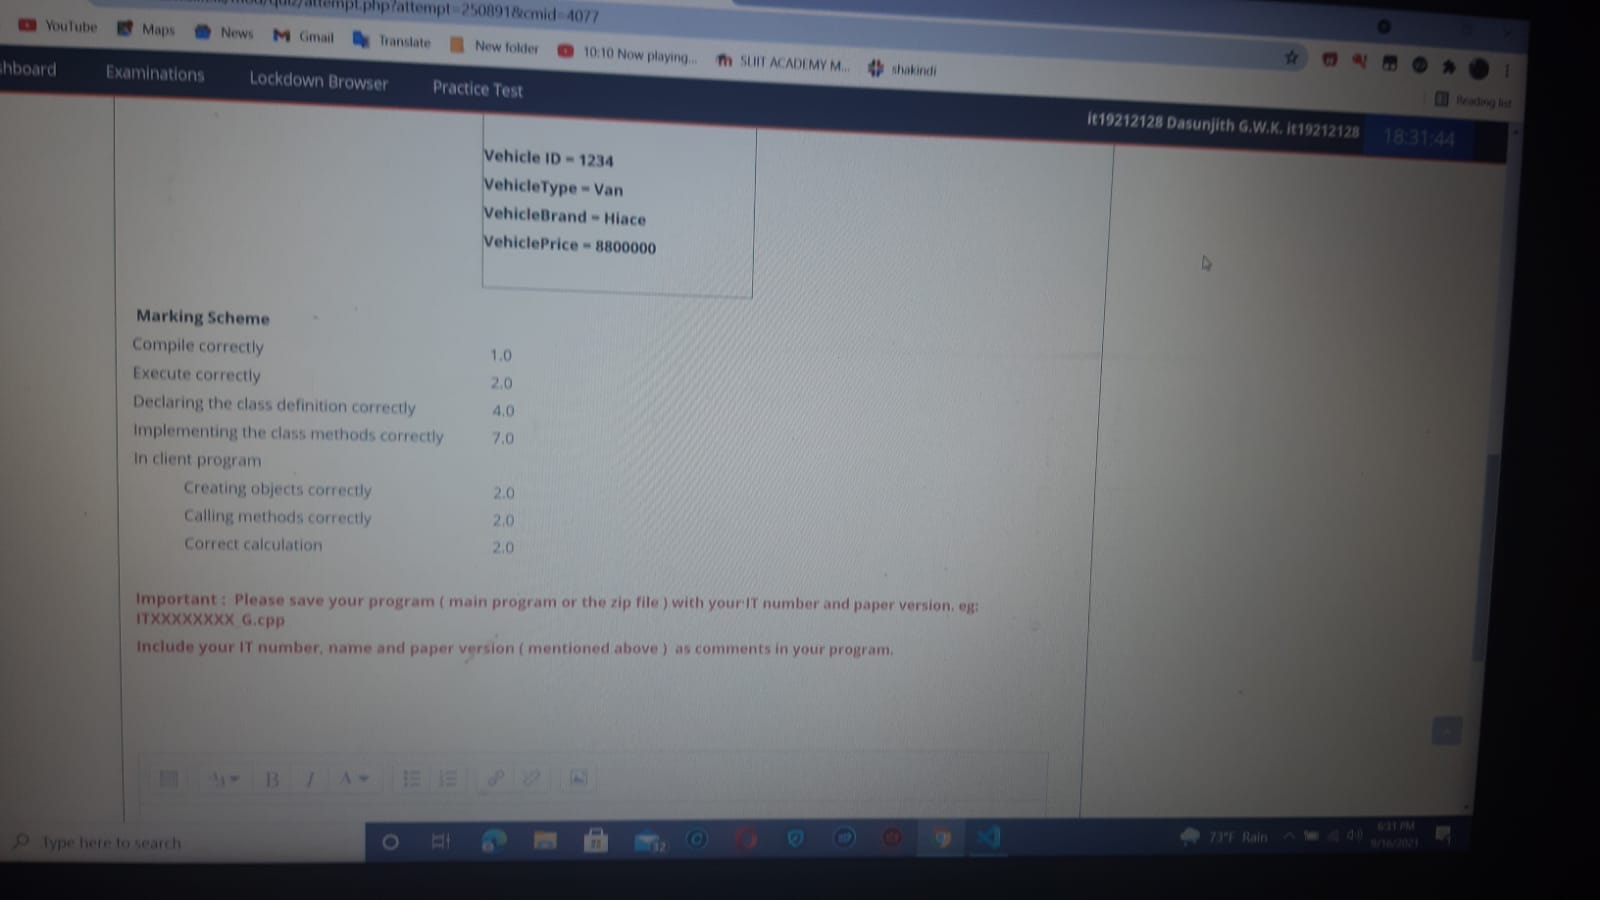 attempt.php?attempt=250891&cmid=4077
YouTube Maps News Gmail Translate New folder 10:10 Now playing... SLIIT ACADEMY M... shakindi
Reading list
hboard Examinations Lockdown Browser Practice Test
it19212128 Dasunjith G.W.K. it19212128 18:31:44
Vehicle ID = 1234
VehicleType = Van
VehicleBrand = Hiace
VehiclePrice = 8800000
Marking Scheme
Compile correctly 1.0
Execute correctly 2.0
Declaring the class definition correctly 4.0
Implementing the class methods correctly 7.0
In client program
Creating objects correctly 2.0
Calling methods correctly 2.0
Correct calculation 2.0
Important : Please save your program ( main program or the zip file ) with your IT number and paper version. eg:
ITXXXXXXXX_G.cpp
Include your IT number, name and paper version ( mentioned above ) as comments in your program.
B I A
Type here to search
32
73°F Rain
6:31 PM
9/16/2021